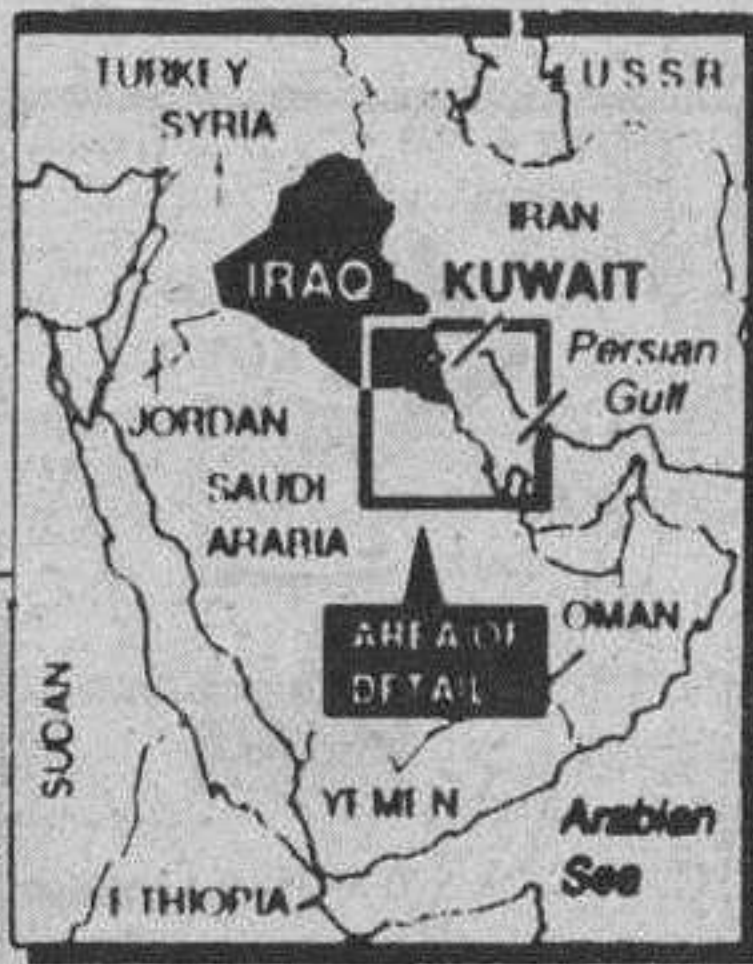 TURKEY
USSR
SYRIA
IRAN
IRAQ
KUWAIT
Persian
Gulf
JORDAN
SAUDI
ARABIA
AREA OF
DETAIL
OMAN
SUDAN
YEMEN
Arabian
Sea
ETHIOPIA